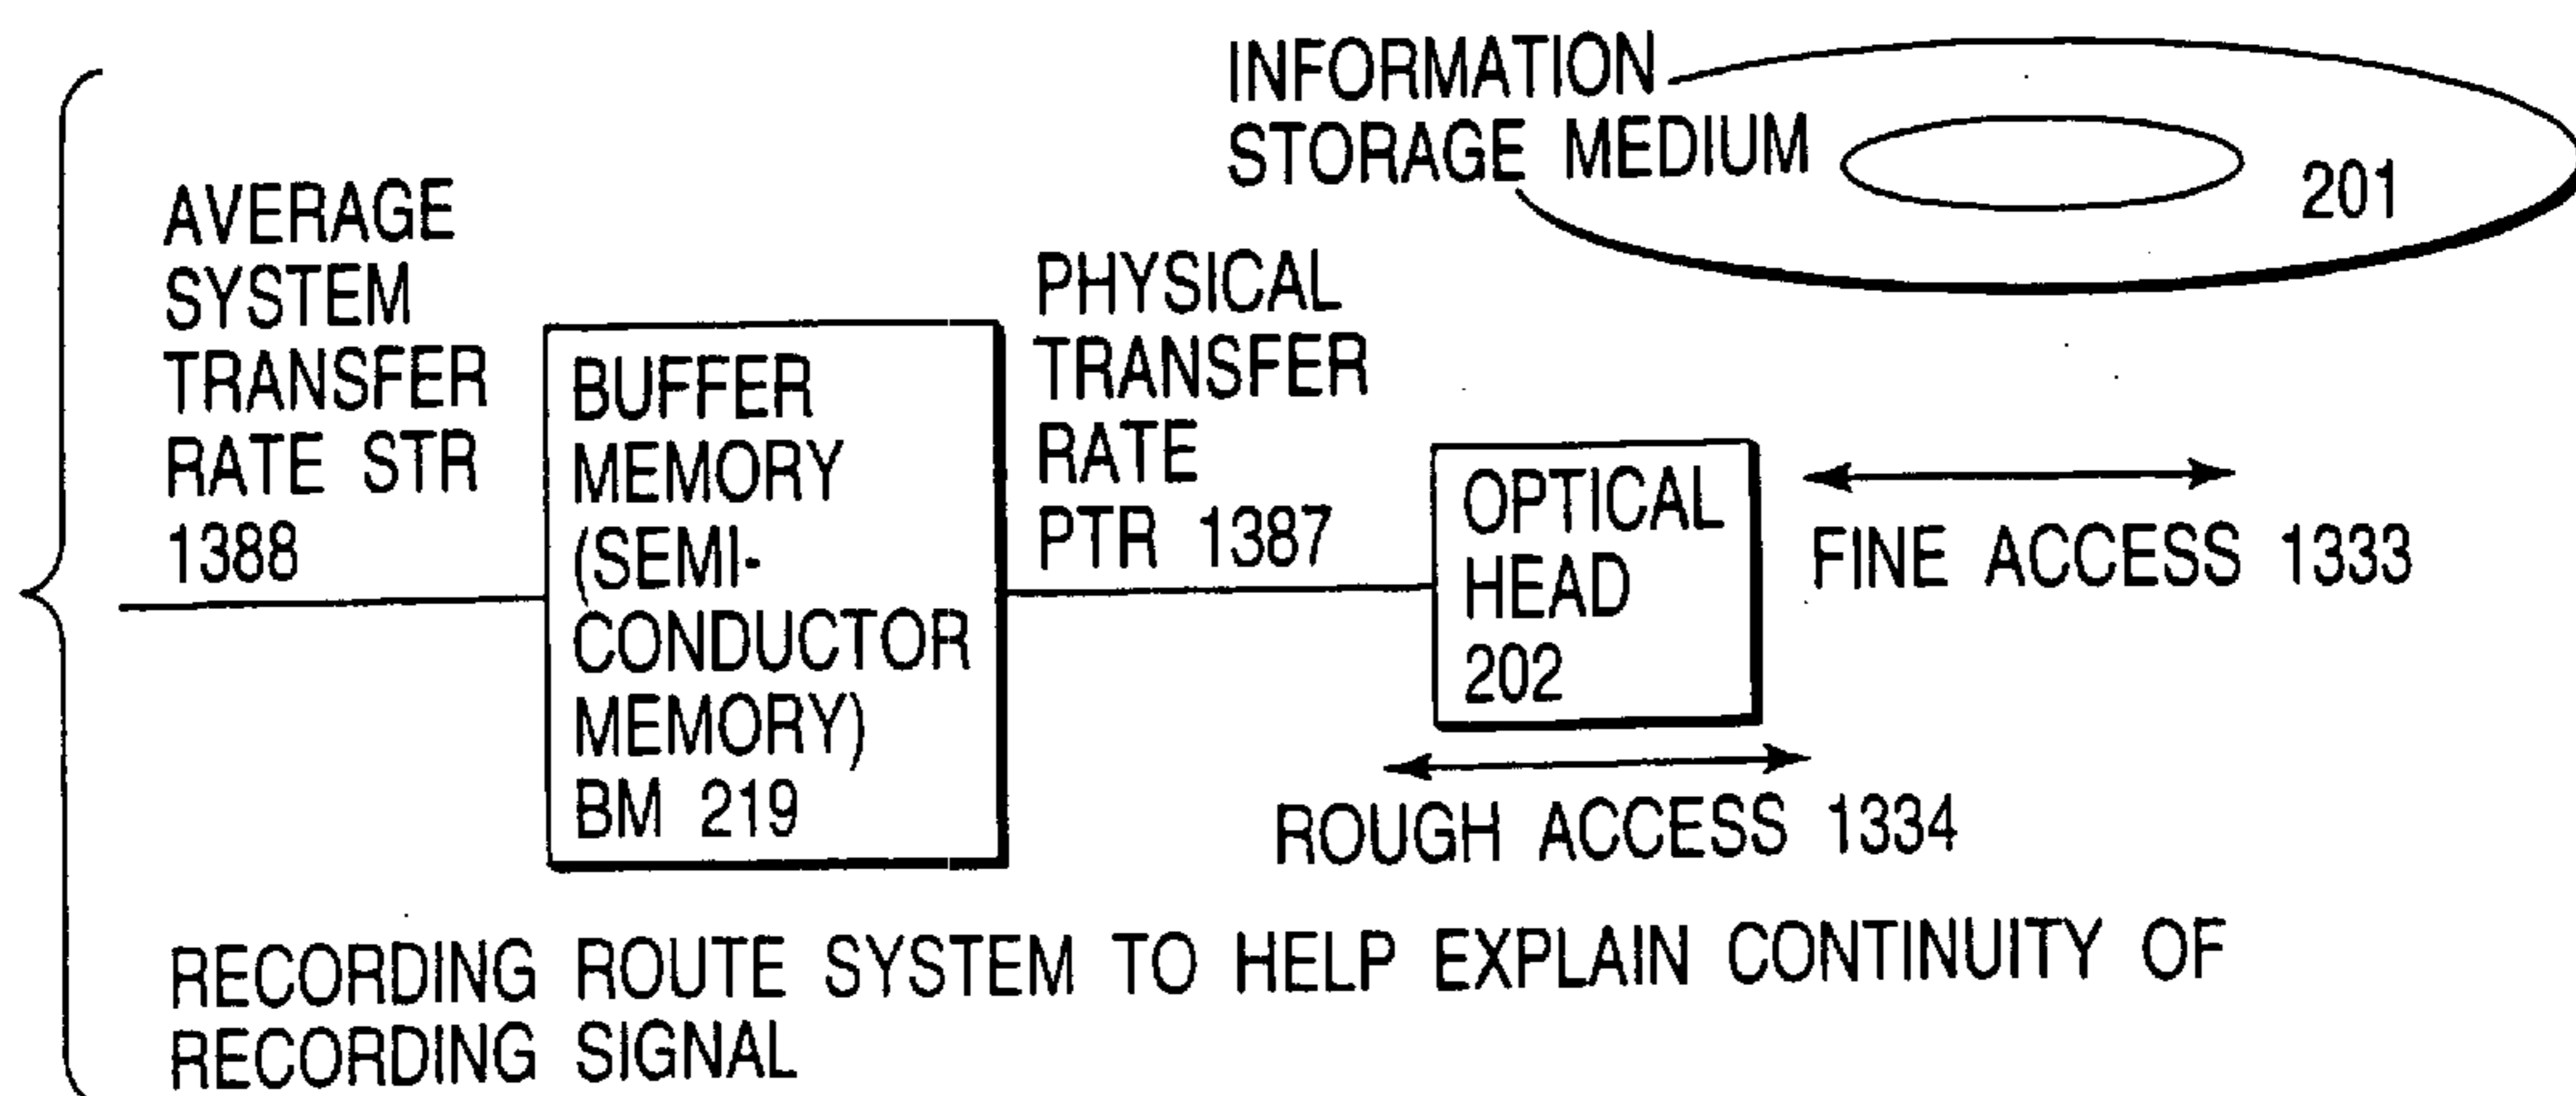 INFORMATION
STORAGE MEDIUM
201
AVERAGE
SYSTEM
TRANSFER
RATE STR
1388
BUFFER
MEMORY
(SEMI-
CONDUCTOR
MEMORY)
BM 219
PHYSICAL
TRANSFER
RATE
PTR 1387
OPTICAL
HEAD
202
FINE ACCESS 1333
ROUGH ACCESS 1334
RECORDING ROUTE SYSTEM TO HELP EXPLAIN CONTINUITY OF
RECORDING SIGNAL